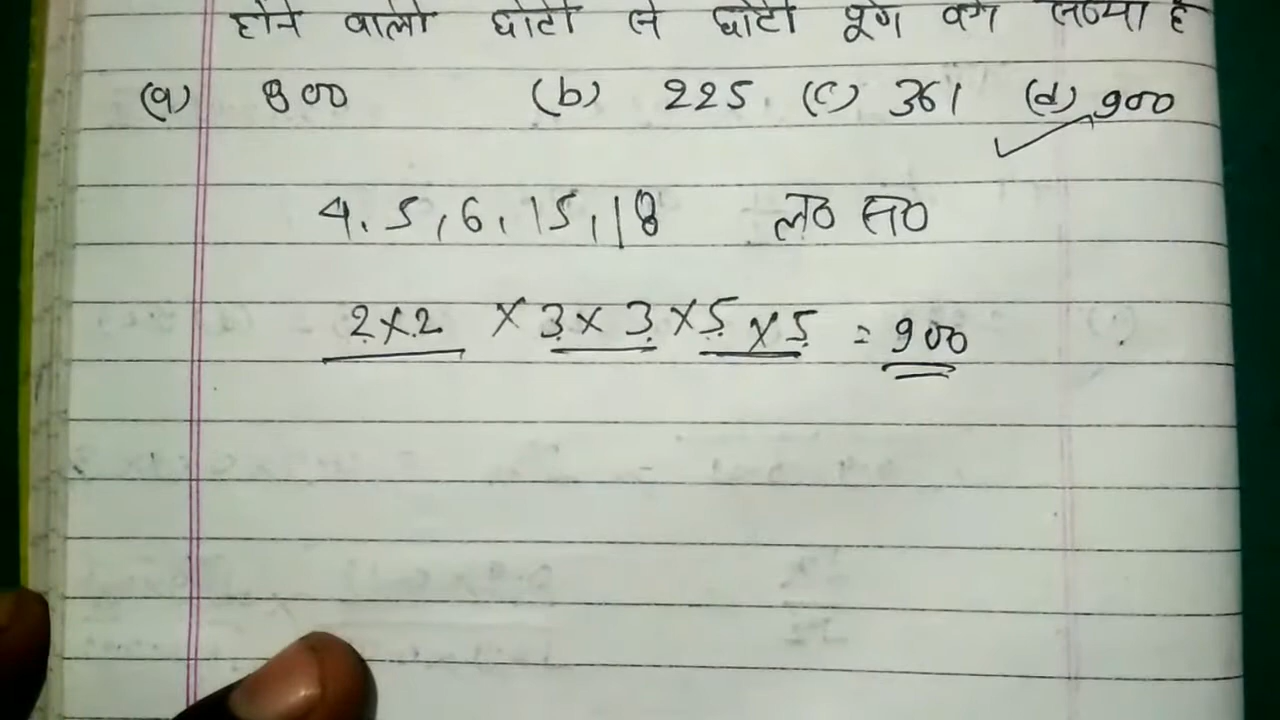 होने वाली छोटी से छोटी पूर्ण वर्ग संख्या है
(a) 800 (b) 225. (c) 361 (d) 900
4, 5, 6, 15, 18 ल० स०
2×2 × 3×3×5×5 = 900